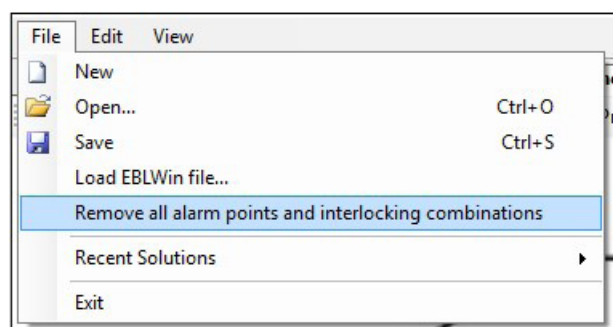 File Edit View
New
Open... Ctrl+O
Save Ctrl+S
Load EBLWin file...
Remove all alarm points and interlocking combinations
Recent Solutions
Exit